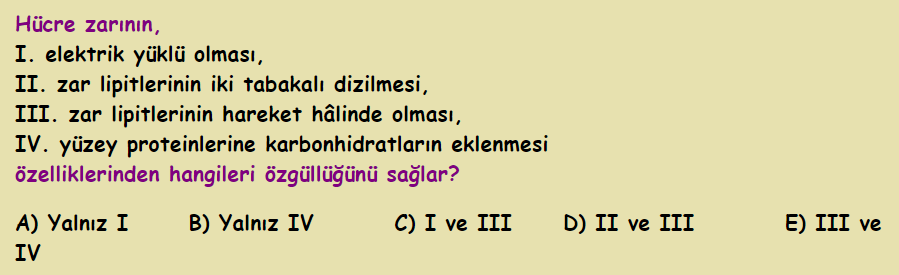 Hücre zarının,
I. elektrik yüklü olması,
II. zar lipitlerinin iki tabakalı dizilmesi,
III. zar lipitlerinin hareket hâlinde olması,
IV. yüzey proteinlerine karbonhidratların eklenmesi
özelliklerinden hangileri özgüllüğünü sağlar?
A) Yalnız I B) Yalnız IV C) I ve III D) II ve III E) III ve
IV